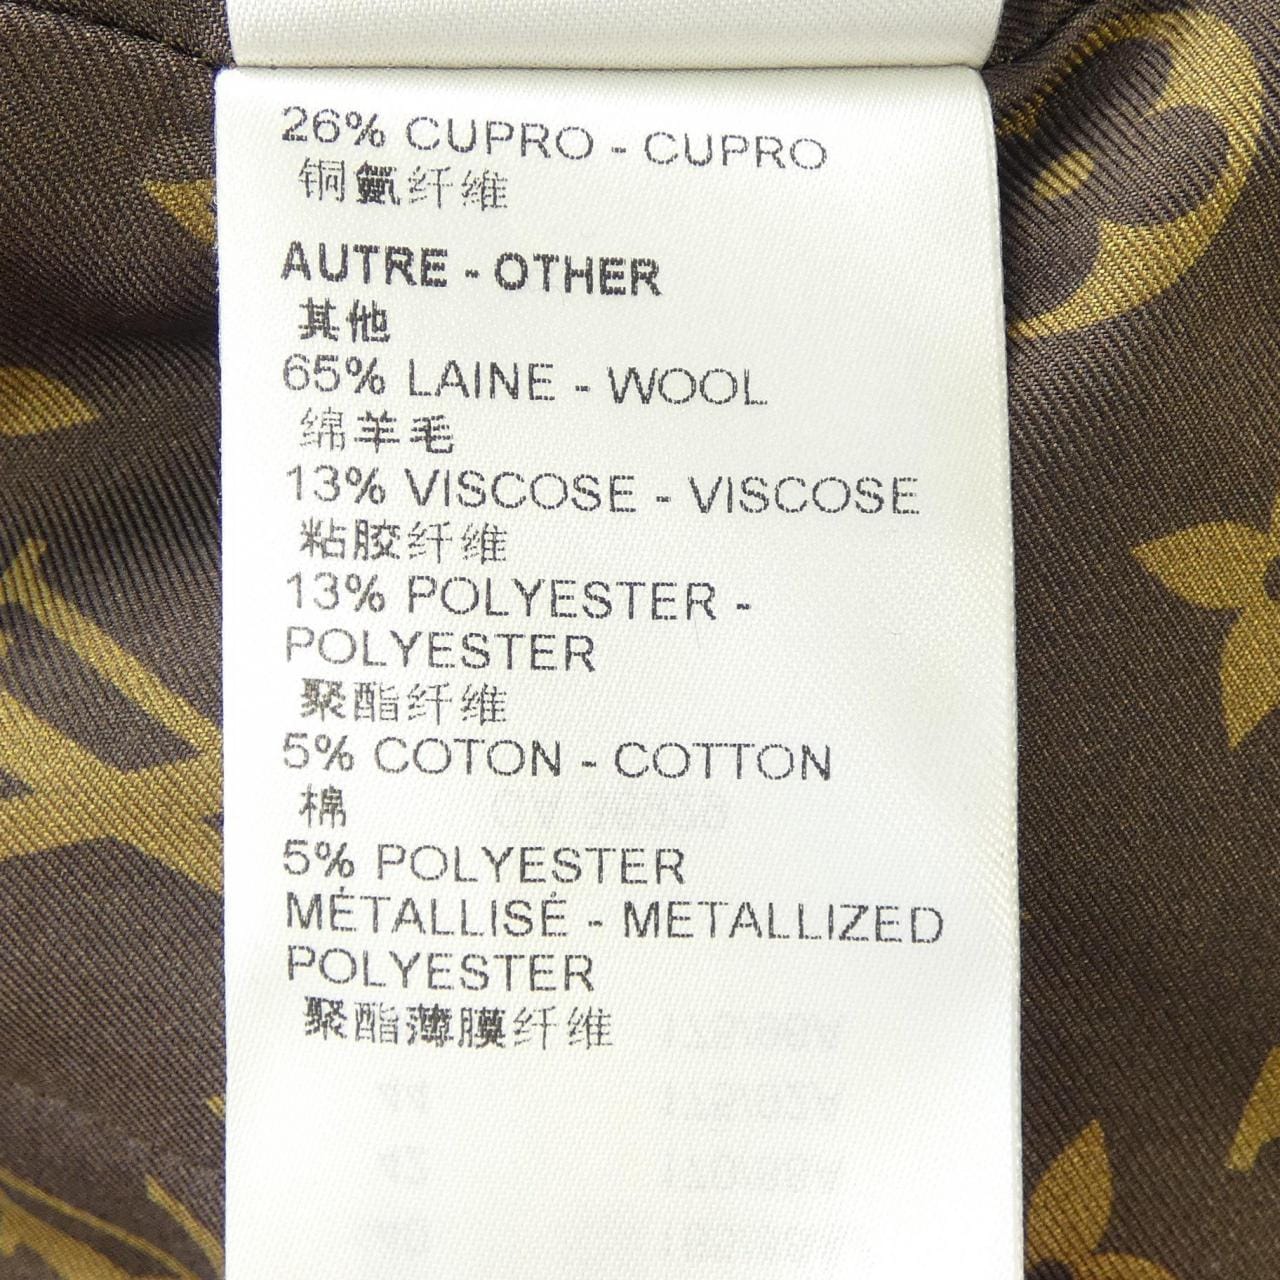 26% CUPRO - CUPRO
铜氨纤维
AUTRE - OTHER
其他
65% LAINE - WOOL
绵羊毛
13% VISCOSE - VISCOSE
粘胶纤维
13% POLYESTER -
POLYESTER
聚酯纤维
5% COTON - COTTON
棉
5% POLYESTER
MÉTALLISÉ - METALLIZED
POLYESTER
聚酯薄膜纤维